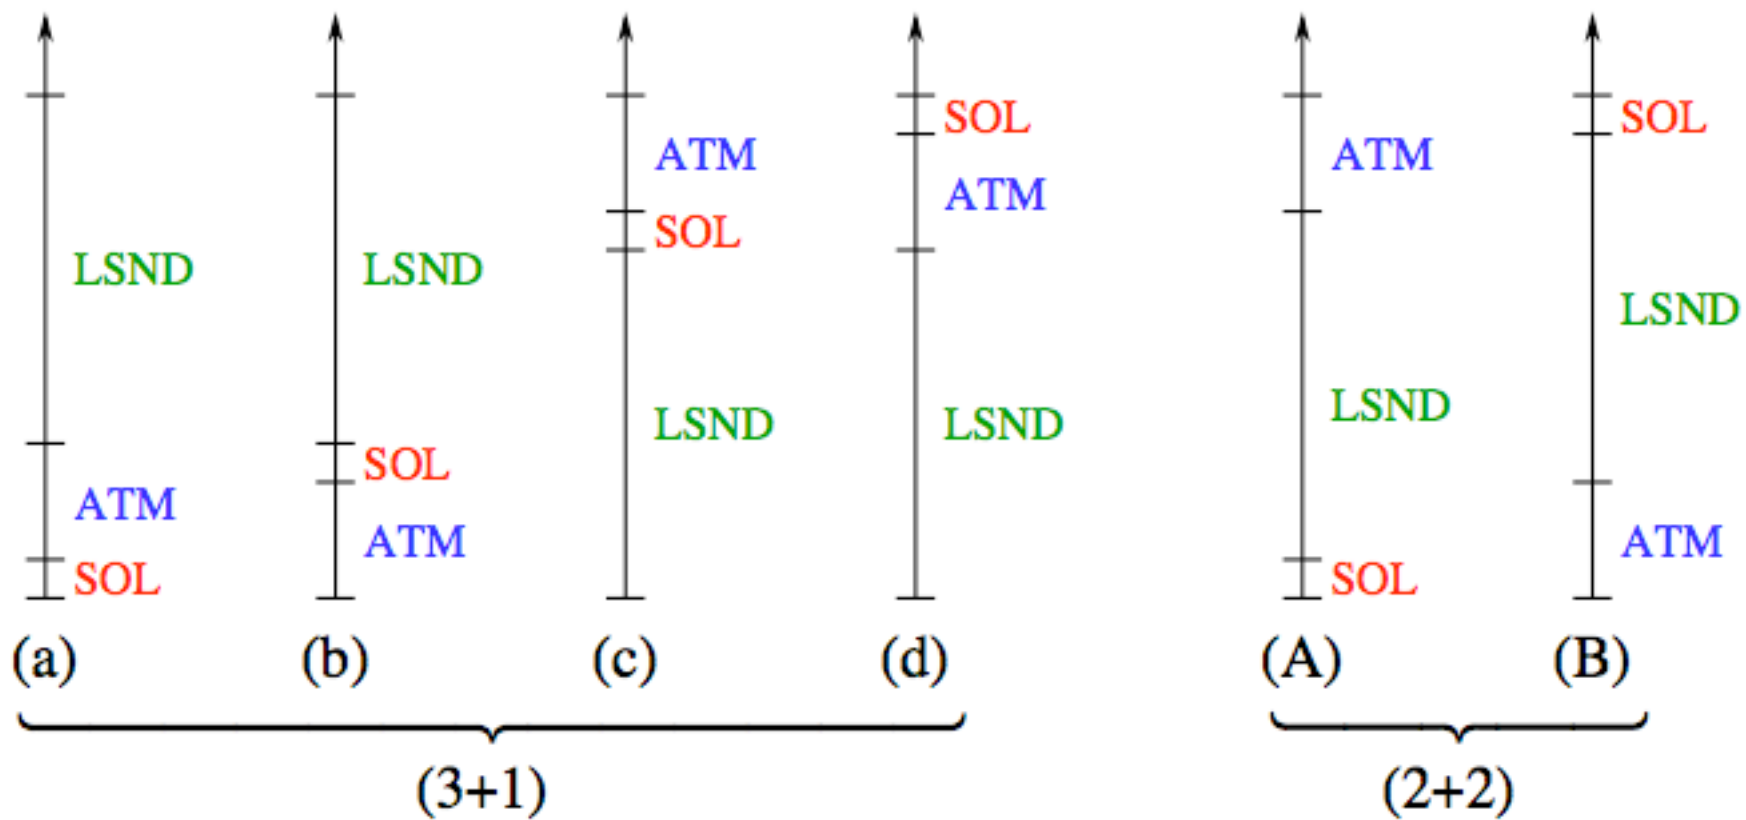 SOL SOL
ATM ATM
ATM
SOL
LSND LSND
LSND
LSND
LSND LSND
SOL
ATM
ATM ATM
SOL SOL
(a) (b) (c) (d) (A) (B)
(3+1) (2+2)